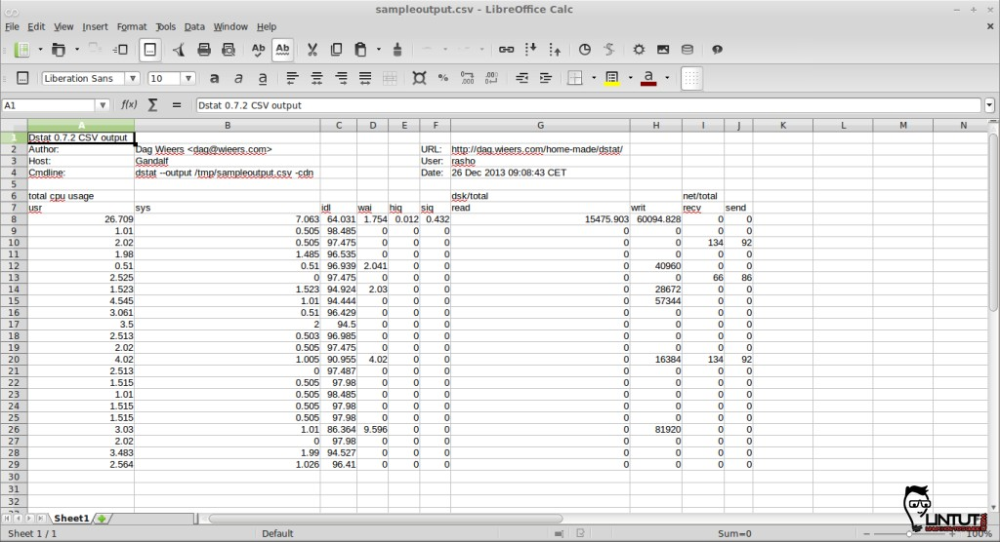 sampleoutput.csv - LibreOffice Calc
File Edit View Insert Format Tools Data Window Help
Liberation Sans 10 a a a
A1 f(x) Σ = Dstat 0.7.2 CSV output
A B C D E F G H I J K L M N
1 Dstat 0.7.2 CSV output
2 Author: Dag Wieers <dag@wieers.com> URL: http://dag.wieers.com/home-made/dstat/
3 Host: Gandalf User: rasho
4 Cmdline: dstat --output /tmp/sampleoutput.csv -cdn Date: 26 Dec 2013 09:08:43 CET
5
6 total cpu usage dsk/total net/total
7 usr sys idl wai hiq siq read writ recv send
8 26.709 7.063 64.031 1.754 0.012 0.432 15475.903 60094.828 0 0
9 1.01 0.505 98.485 0 0 0 0 0 0 0
10 2.02 0.505 97.475 0 0 0 0 0 134 92
11 1.98 1.485 96.535 0 0 0 0 0 0 0
12 0.51 0.51 96.939 2.041 0 0 0 40960 0 0
13 2.525 0 97.475 0 0 0 0 0 66 86
14 1.523 1.523 94.924 2.03 0 0 0 28672 0 0
15 4.545 1.01 94.444 0 0 0 0 57344 0 0
16 3.061 0.51 96.429 0 0 0 0 0 0 0
17 3.5 2 94.5 0 0 0 0 0 0 0
18 2.513 0.503 96.985 0 0 0 0 0 0 0
19 2.02 0.505 97.475 0 0 0 0 0 0 0
20 4.02 1.005 90.955 4.02 0 0 0 16384 134 92
21 2.513 0 97.487 0 0 0 0 0 0 0
22 1.515 0.505 97.98 0 0 0 0 0 0 0
23 1.01 0.505 98.485 0 0 0 0 0 0 0
24 1.515 0.505 97.98 0 0 0 0 0 0 0
25 1.515 0.505 97.98 0 0 0 0 0 0 0
26 3.03 1.01 86.364 9.596 0 0 0 81920 0 0
27 2.02 0 97.98 0 0 0 0 0 0 0
28 3.483 1.99 94.527 0 0 0 0 0 0 0
29 2.564 1.026 96.41 0 0 0 0 0 0 0
30
31
32
Sheet1
LINTUT
Sheet 1 / 1 Default Sum=0 100%